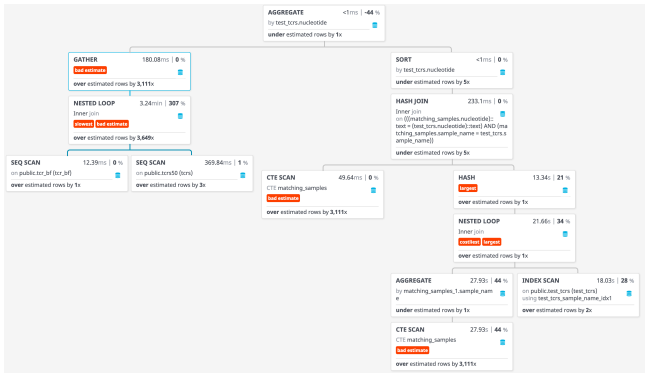 AGGREGATE <1ms | -44 %
by test_tcrs.nucleotide
under estimated rows by 1x
GATHER 180.08ms | 0 %
bad estimate
over estimated rows by 3,111x
SORT <1ms | 0 %
by test_tcrs.nucleotide
under estimated rows by 5x
NESTED LOOP 3.24min | 307 %
Inner join
slowest bad estimate
over estimated rows by 3,649x
HASH JOIN 233.1ms | 0 %
Inner join
on (((matching_samples.nucleotide)::
text = (test_tcrs.nucleotide)::text) AND (ma
tching_samples.sample_name = test_tcrs.s
ample_name))
under estimated rows by 5x
SEQ SCAN 12.39ms | 0 %
on public.tcr_bf (tcr_bf)
over estimated rows by 1x
SEQ SCAN 369.84ms | 1 %
on public.tcrs50 (tcrs)
over estimated rows by 3x
CTE SCAN 49.64ms | 0 %
CTE matching_samples
bad estimate
over estimated rows by 3,111x
HASH 13.34s | 21 %
largest
over estimated rows by 1x
NESTED LOOP 21.66s | 34 %
Inner join
costliest largest
over estimated rows by 1x
AGGREGATE 27.93s | 44 %
by matching_samples_1.sample_nam
e
under estimated rows by 1x
INDEX SCAN 18.03s | 28 %
on public.test_tcrs (test_tcrs)
using test_tcrs_sample_name_idx1
over estimated rows by 2x
CTE SCAN 27.93s | 44 %
CTE matching_samples
bad estimate
over estimated rows by 3,111x